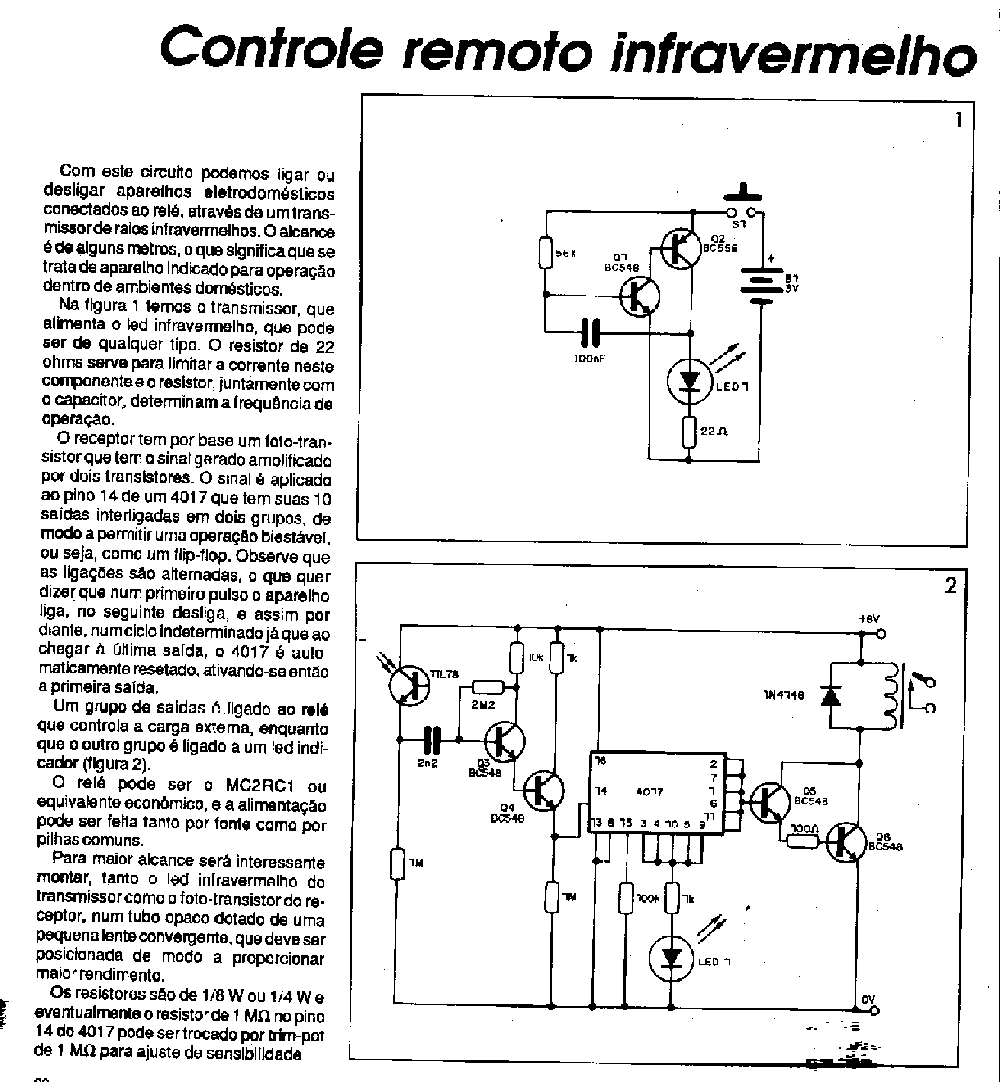 Controle remoto infravermelho
Com este circuito podemos ligar ou
desligar aparelhos eletrodomésticos
conectados ao relé, através de um trans-
missor de raios infravermelhos. O alcance
é de alguns metros, o que significa que se
trata de aparelho indicado para operação
dentro de ambientes domésticos.
Na figura 1 temos o transmissor, que
alimenta o led infravermelho, que pode
ser de qualquer tipo. O resistor de 22
ohms serve para limitar a corrente neste
componente e o resistor, juntamente com
o capacitor, determinam a frequência de
operação.
O receptor tem por base um foto-tran-
sistor que tem o sinal gerado amplificado
por dois transistores. O sinal é aplicado
ao pino 14 de um 4017 que tem suas 10
saídas interligadas em dois grupos, de
modo a permitir uma operação biestável,
ou seja, como um flip-flop. Observe que
as ligações são alternadas, o que quer
dizer que num primeiro pulso o aparelho
liga, no seguinte desliga, e assim por
diante, num ciclo indeterminado já que ao
chegar à última saída, o 4017 é auto-
maticamente resetado, ativando-se então
a primeira saída.
Um grupo de saídas é ligado ao relé
que controla a carga externa, enquanto
que o outro grupo é ligado a um led indi-
cador (figura 2).
O relé pode ser o MC2RC1 ou
equivalente econômico, e a alimentação
pode ser feita tanto por fonte como por
pilhas comuns.
Para maior alcance será interessante
montar, tanto o led infravermelho do
transmissor como o foto-transistor do re-
ceptor, num tubo opaco dotado de uma
pequena lente convergente, que deve ser
posicionada de modo a proporcionar
maior rendimento.
Os resistores são de 1/8 W ou 1/4 W e
eventualmente o resistor de 1 MΩ no pino
14 do 4017 pode ser trocado por trim-pot
de 1 MΩ para ajuste de sensibilidade
1
S1
Q2
BC558
Q1
BC548
56K
+
B1
3V
100nF
LED 1
22Ω
2
+6V
TIL78
10k
1k
2M2
1N4148
2n2
Q3
BC548
Q4
BC548
16
14
4017
2
7
1
6
11
13 8 15 3 4 10 5 9
Q5
BC548
100Ω
Q6
BC548
1M
1M
100k
1k
LED 1
0V